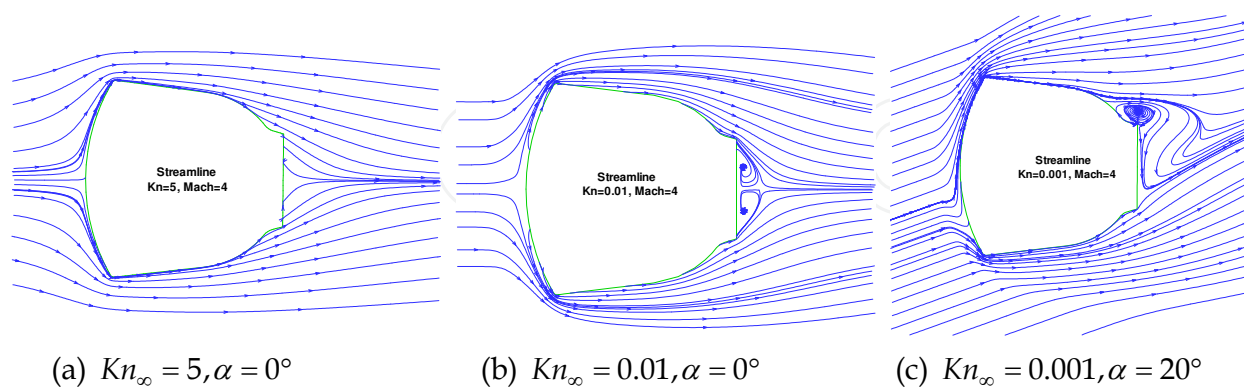 Streamline
Kn=5, Mach=4
Streamline
Kn=0.01, Mach=4
Streamline
Kn=0.001, Mach=4
(a) Kn∞ = 5, α = 0°
(b) Kn∞ = 0.01, α = 0°
(c) Kn∞ = 0.001, α = 20°